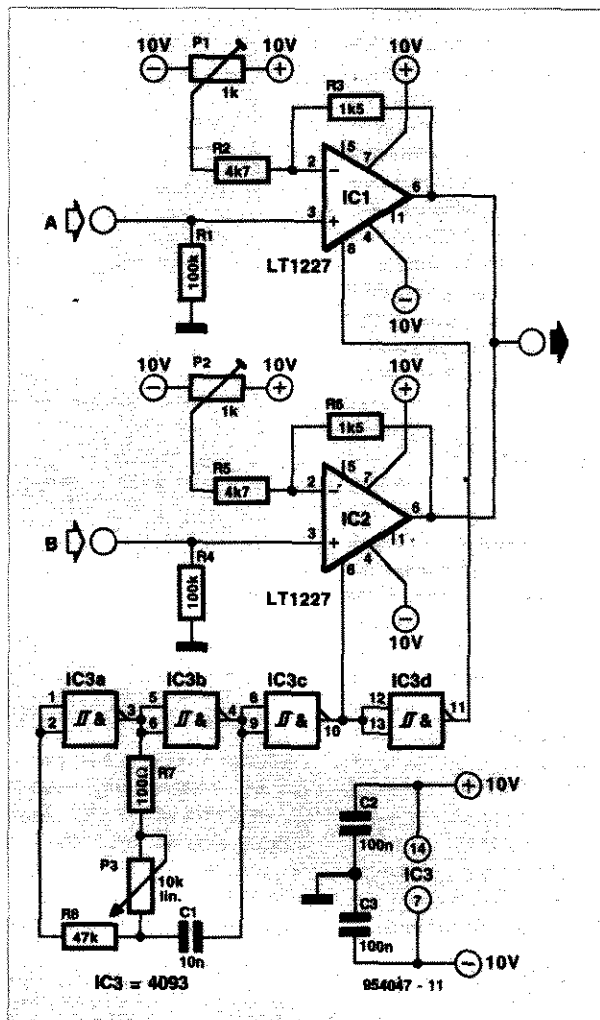 10V P1 10V 10V
− + +
1k R3
1k5
R2 5
4k7 2 − 7
IC1 6
A 3 + 1
R1 8 4
100k LT1227
−
10V
10V P2 10V 10V
− + +
1k R6
1k5
R5 5
4k7 2 − 7
IC2 6
B 3 + 1
R4 8 4
100k LT1227
−
10V
IC3a IC3b IC3c IC3d
1 & 3 5 & 4 8 & 12 & 11
2 6 9 10 13
R7
100Ω + 10V
C2
P3 100n 14
10k IC3
lin. 7
R8 C1 C3
47k 100n
10n − 10V
IC3 = 4093 954047 - 11